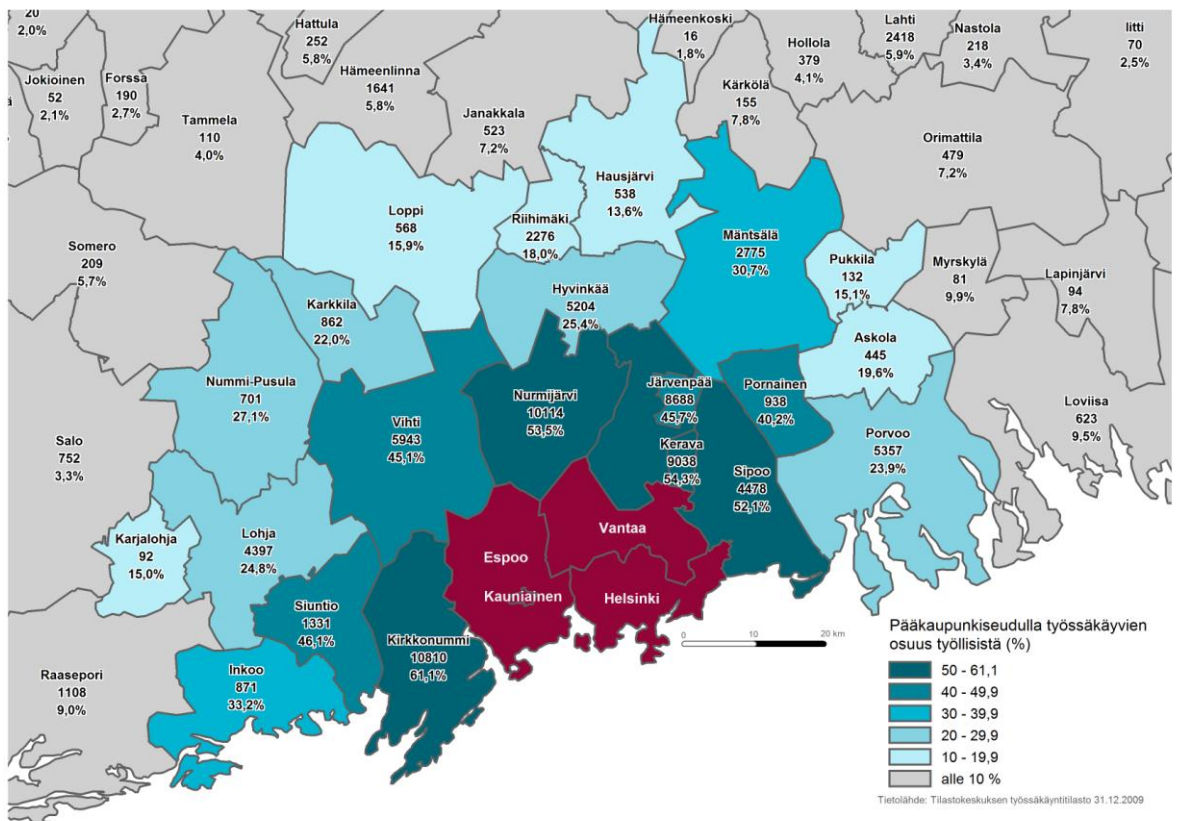 20
2,0%
Hattula
252
5,8%
Hämeenkoski
16
1,8%
Lahti
2418
5,9%
Nastola
218
3,4%
Iitti
70
2,5%
Hollola
379
4,1%
Jokioinen
52
2,1%
Forssa
190
2,7%
Hämeenlinna
1641
5,8%
Kärkölä
155
7,8%
Tammela
110
4,0%
Janakkala
523
7,2%
Orimattila
479
7,2%
Hausjärvi
538
13,6%
Loppi
568
15,9%
Riihimäki
2276
18,0%
Mäntsälä
2775
30,7%
Somero
209
5,7%
Pukkila
132
15,1%
Myrskylä
81
9,9%
Lapinjärvi
94
7,8%
Karkkila
862
22,0%
Hyvinkää
5204
25,4%
Askola
445
19,6%
Nummi-Pusula
701
27,1%
Nurmijärvi
10114
53,5%
Järvenpää
8688
45,7%
Pornainen
938
40,2%
Loviisa
623
9,5%
Vihti
5943
45,1%
Salo
752
3,3%
Kerava
9038
54,3%
Sipoo
4478
52,1%
Porvoo
5357
23,9%
Karjalohja
92
15,0%
Lohja
4397
24,8%
Vantaa
Espoo
Kauniainen
Helsinki
Siuntio
1331
46,1%
Kirkkonummi
10810
61,1%
Inkoo
871
33,2%
Raasepori
1108
9,0%
0 10 20 km
Pääkaupunkiseudulla työssäkäyvien
osuus työllisistä (%)
50 - 61,1
40 - 49,9
30 - 39,9
20 - 29,9
10 - 19,9
alle 10 %
Tietolähde: Tilastokeskuksen työssäkäyntitilasto 31.12.2009